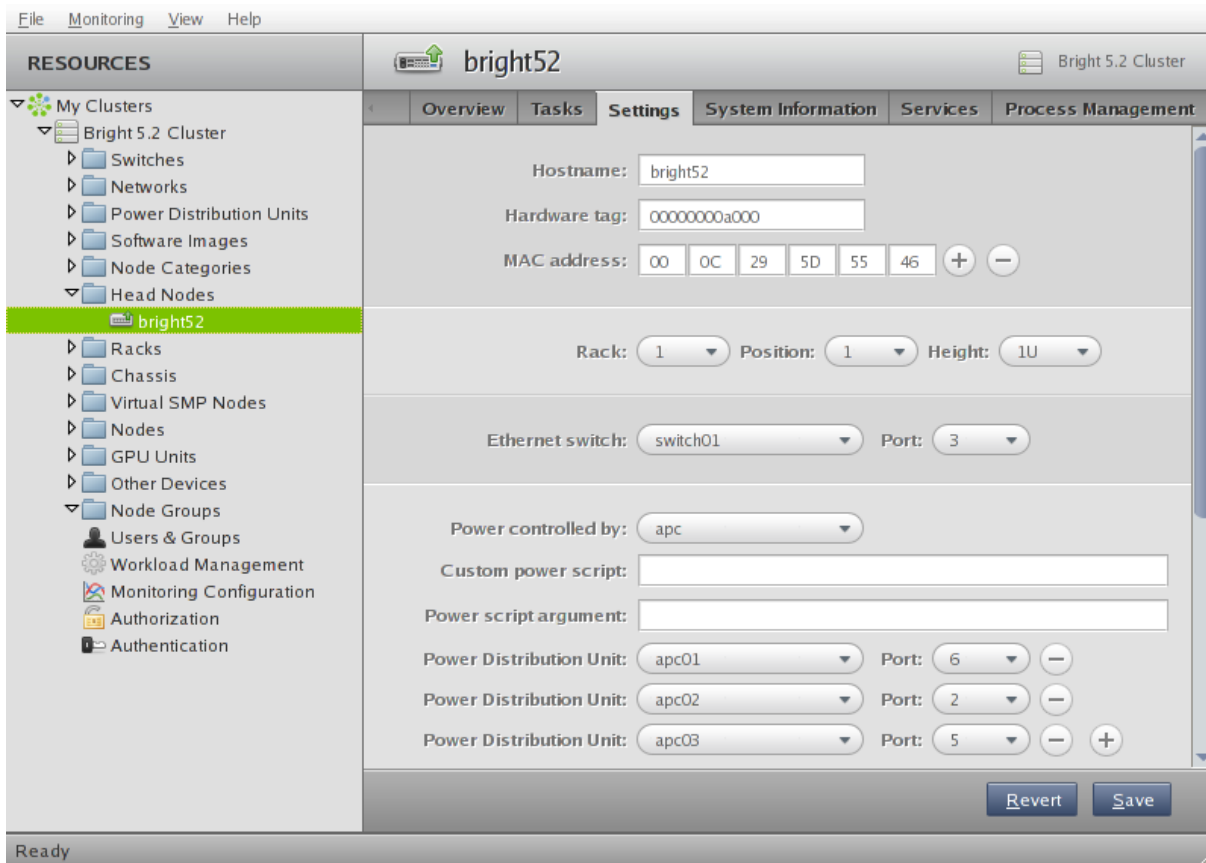 File Monitoring View Help
RESOURCES
bright52
Bright 5.2 Cluster
My Clusters
Bright 5.2 Cluster
Switches
Networks
Power Distribution Units
Software Images
Node Categories
Head Nodes
bright52
Racks
Chassis
Virtual SMP Nodes
Nodes
GPU Units
Other Devices
Node Groups
Users & Groups
Workload Management
Monitoring Configuration
Authorization
Authentication
Overview Tasks Settings System Information Services Process Management
Hostname: bright52
Hardware tag: 00000000a000
MAC address: 00 0C 29 5D 55 46
Rack: 1 Position: 1 Height: 1U
Ethernet switch: switch01 Port: 3
Power controlled by: apc
Custom power script:
Power script argument:
Power Distribution Unit: apc01 Port: 6
Power Distribution Unit: apc02 Port: 2
Power Distribution Unit: apc03 Port: 5
Revert Save
Ready